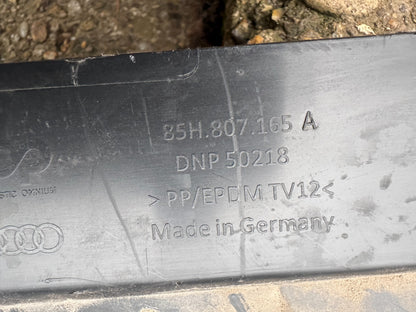 85H.807.165 A
DNP 50218
>PP/EPDM TV12<
Made in Germany